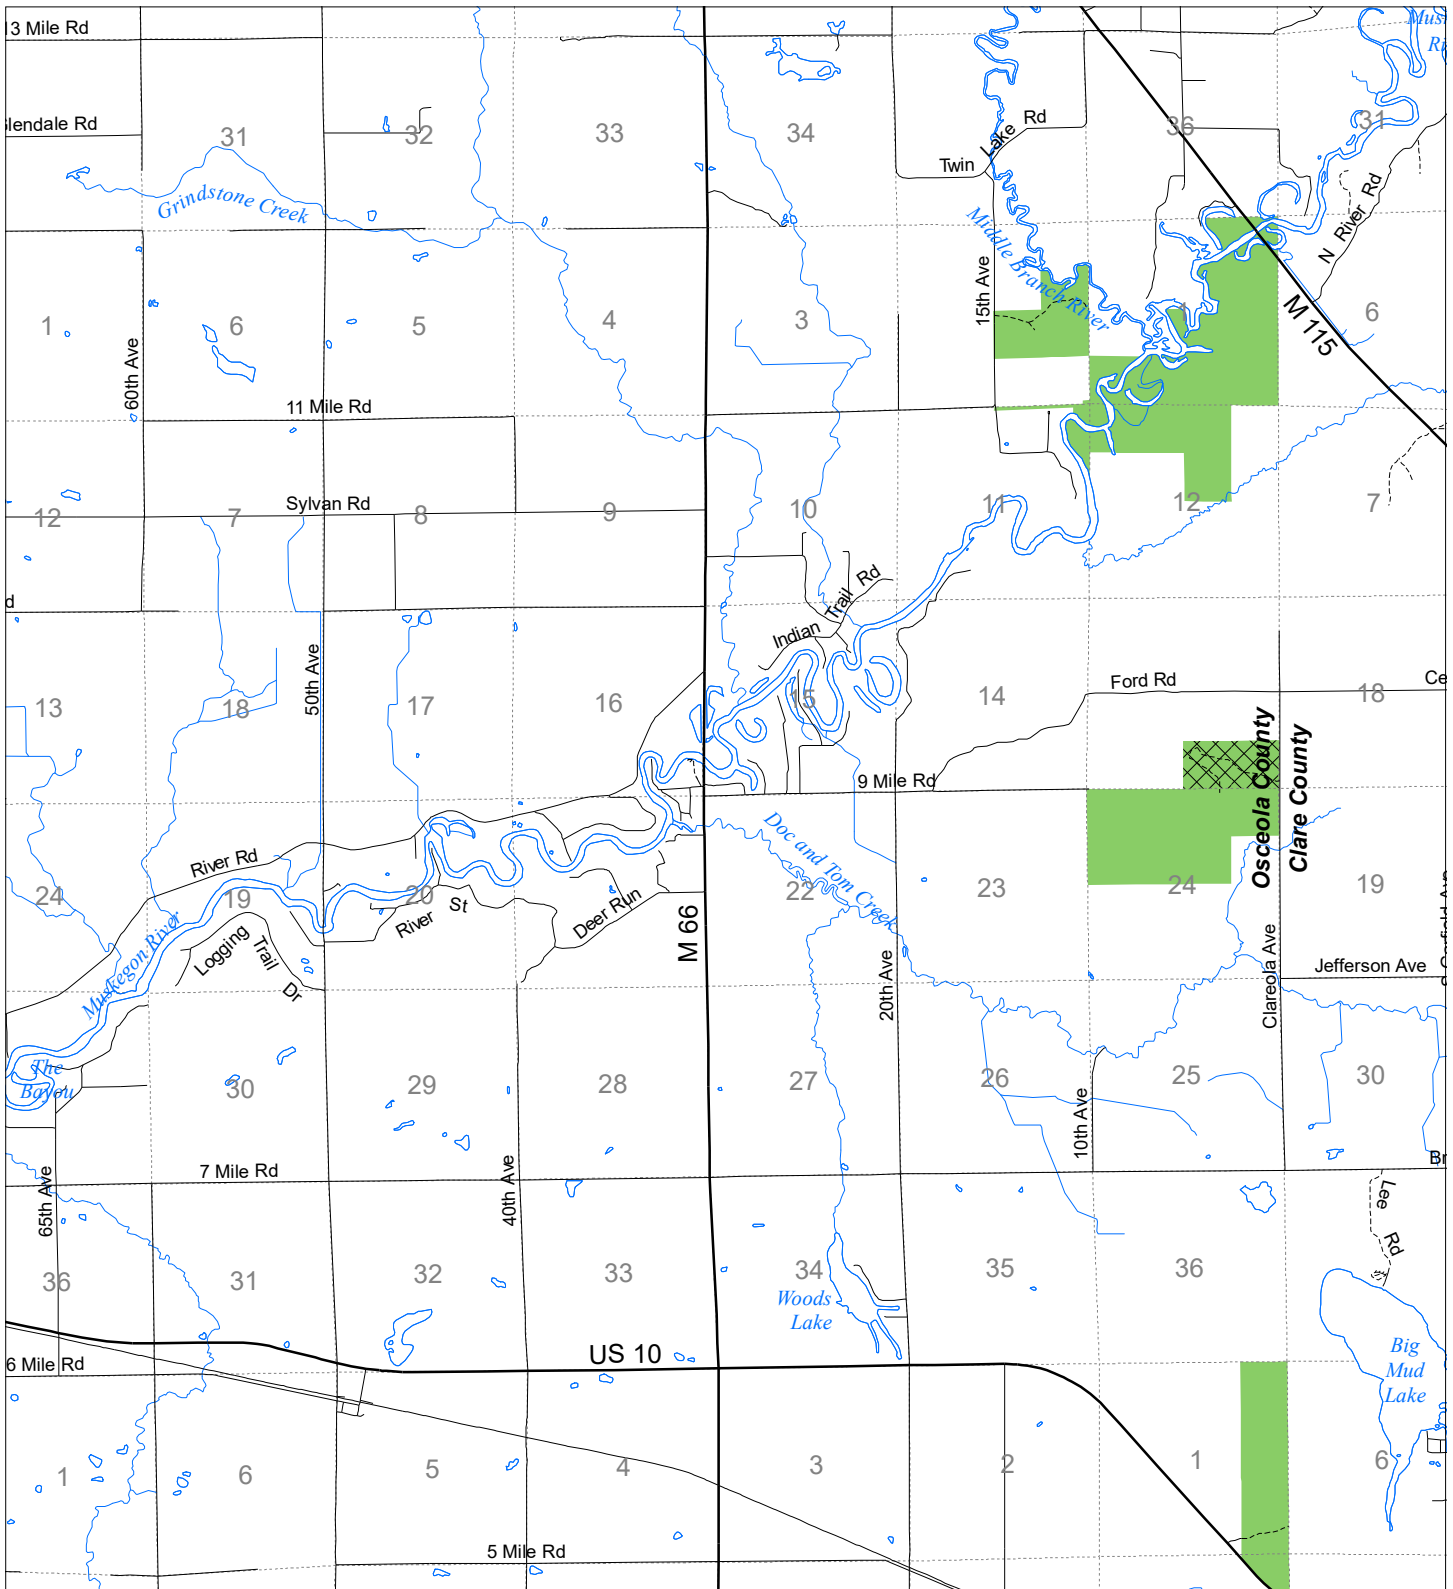 13 Mile Rd
Glendale Rd
31
32
33
34
Twin Lake Rd
36
31
Grindstone Creek
Middle Branch River
N River Rd
M 115
15th Ave
60th Ave
1
6
5
4
3
1
6
11 Mile Rd
12
7
Sylvan Rd
8
9
10
11
12
7
d
Indian Trail Rd
50th Ave
13
18
17
16
15
14
Ford Rd
18
Ce
Osceola County
Clare County
9 Mile Rd
Doc and Tom Creek
River Rd
24
19
20
River St
Deer Run
M 66
22
23
24
19
Muskegon River
Logging Trail Dr
20th Ave
Clareola Ave
Jefferson Ave
The
Bayou
30
29
28
27
26
25
30
10th Ave
7 Mile Rd
65th Ave
40th Ave
Br
Lee Rd
36
31
32
33
34
35
36
Woods
Lake
US 10
6 Mile Rd
Big
Mud
Lake
1
6
5
4
3
2
1
6
5 Mile Rd